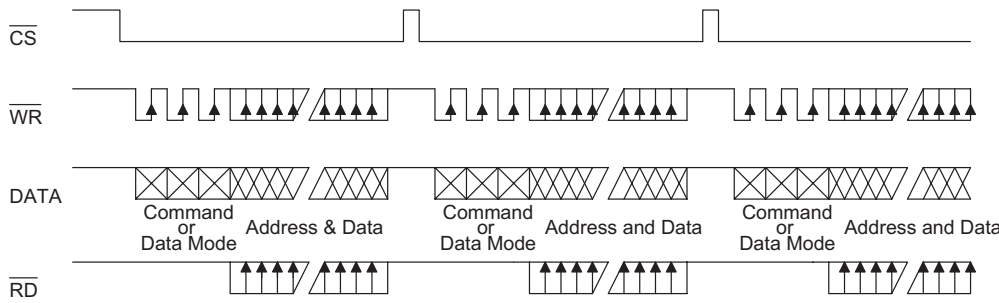 CS
WR
DATA
Command
or
Data Mode
Address & Data
Command
or
Data Mode
Address and Data
Command
or
Data Mode
Address and Data
RD